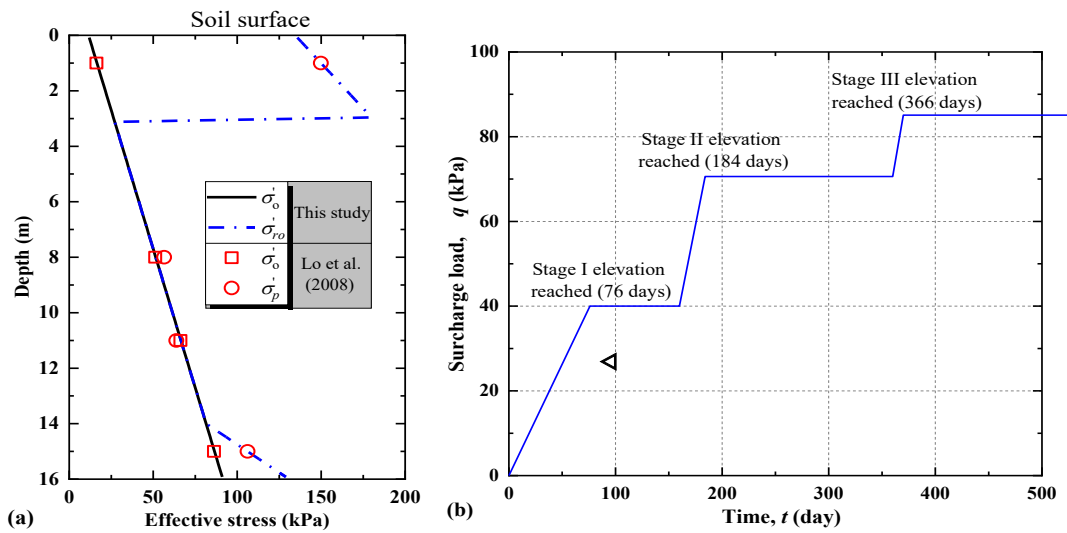 Soil surface
0
2
4
6
8
10
12
14
16
Depth (m)
0
50
100
150
200
Effective stress (kPa)
σ'o
σ'ro
This study
σ'o
σ'p
Lo et al.
(2008)
(a)
100
80
60
40
20
0
Surcharge load, q (kPa)
Stage I elevation
reached (76 days)
Stage II elevation
reached (184 days)
Stage III elevation
reached (366 days)
0
100
200
300
400
500
Time, t (day)
(b)